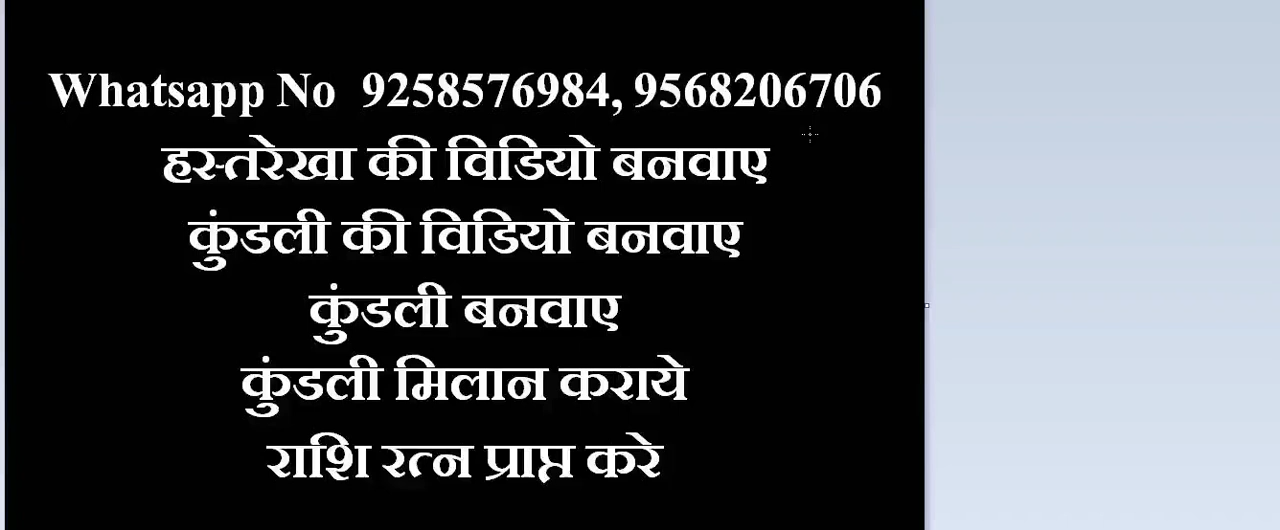 Whatsapp No 9258576984, 9568206706
हस्तरेखा की विडियो बनवाए
कुंडली की विडियो बनवाए
कुंडली बनवाए
कुंडली मिलान कराये
राशि रत्न प्राप्त करे